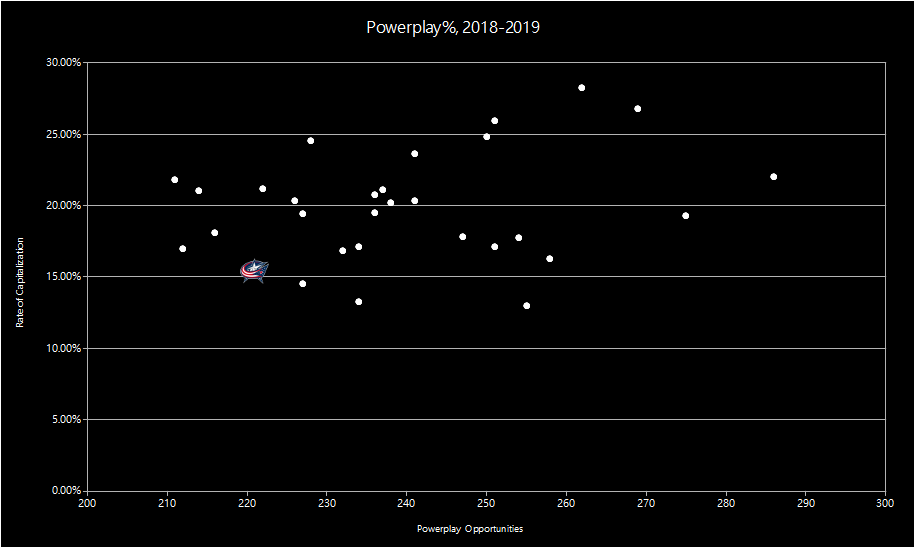 Powerplay%, 2018-2019
30.00%
25.00%
20.00%
15.00%
10.00%
5.00%
0.00%
Rate of Capitalization
200 210 220 230 240 250 260 270 280 290 300
Powerplay Opportunities